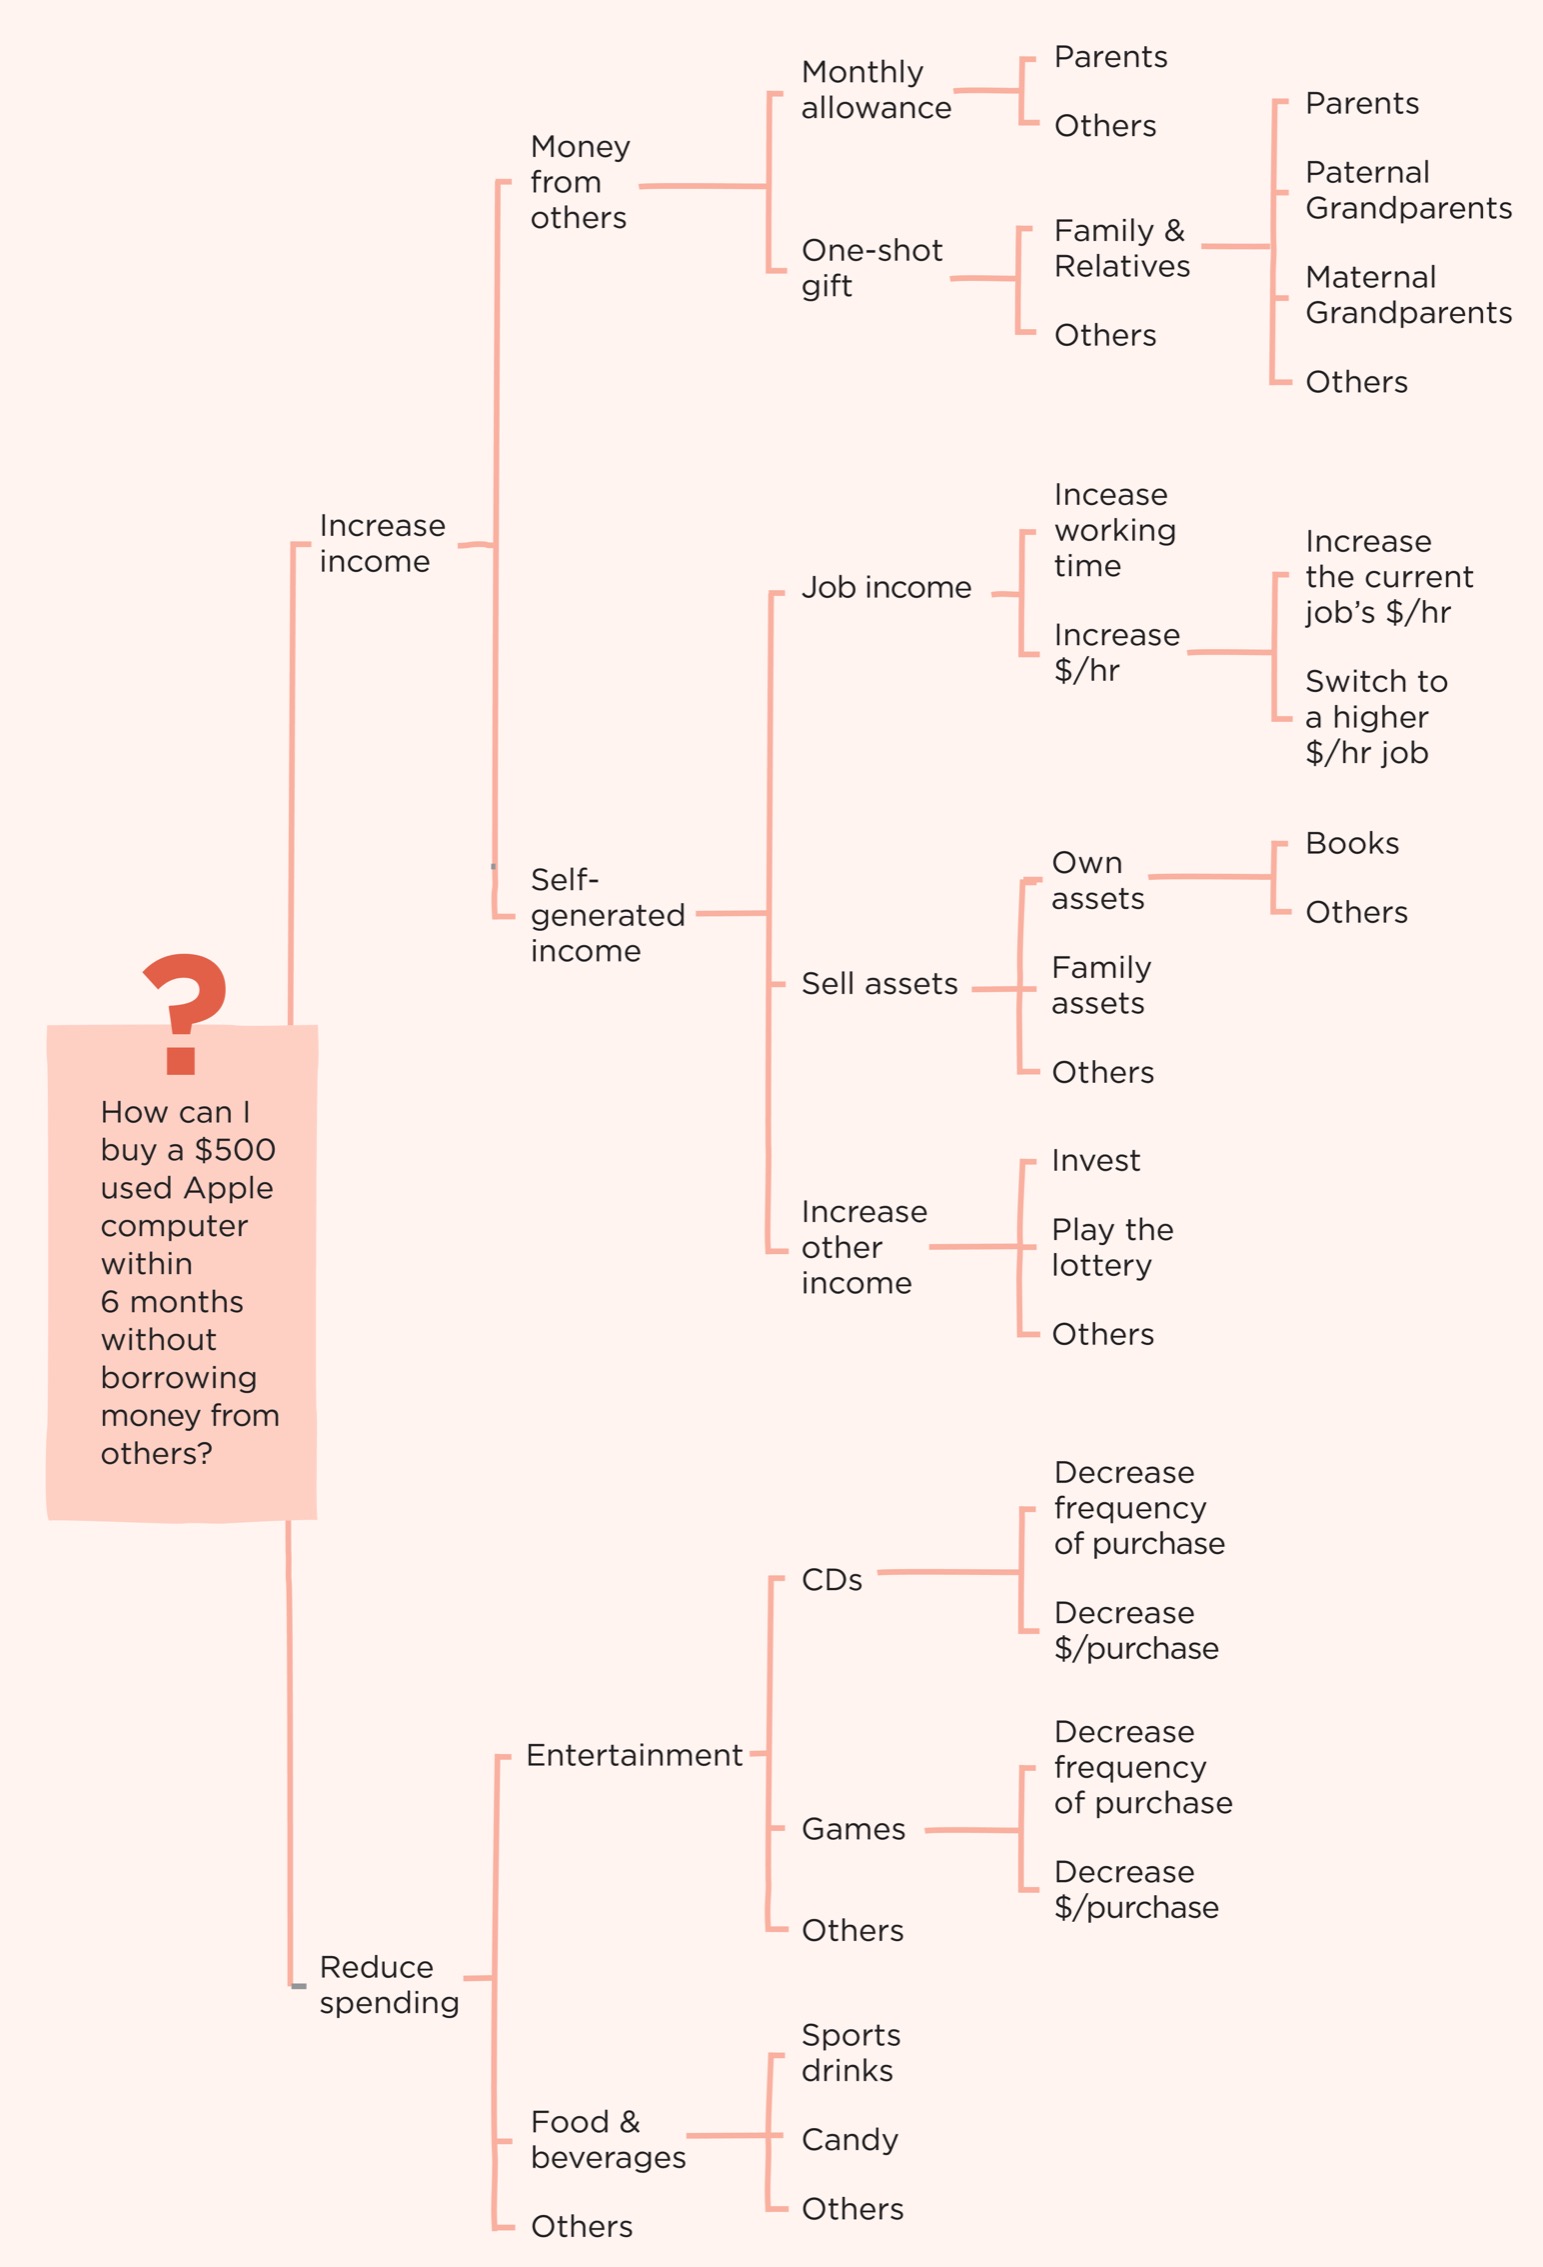 ?
How can I
buy a $500
used Apple
computer
within
6 months
without
borrowing
money from
others?
Increase
income
Money
from
others
Monthly
allowance
Parents
Others
One-shot
gift
Family &
Relatives
Parents
Paternal
Grandparents
Maternal
Grandparents
Others
Others
Self-
generated
income
Job income
Incease
working
time
Increase
$/hr
Increase
the current
job’s $/hr
Switch to
a higher
$/hr job
Sell assets
Own
assets
Books
Others
Family
assets
Others
Increase
other
income
Invest
Play the
lottery
Others
Reduce
spending
Entertainment
CDs
Decrease
frequency
of purchase
Decrease
$/purchase
Games
Decrease
frequency
of purchase
Decrease
$/purchase
Others
Food &
beverages
Sports
drinks
Candy
Others
Others